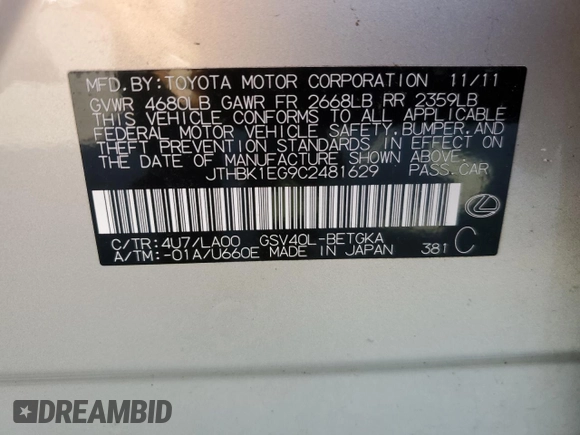 MFD.BY:TOYOTA MOTOR CORPORATION 11/11
GVWR 4680LB GAWR FR 2668LB RR 2359LB
THIS VEHICLE CONFORMS TO ALL APPLICABLE
FEDERAL MOTOR VEHICLE SAFETY,BUMPER,AND
THEFT PREVENTION STANDARDS IN EFFECT ON
THE DATE OF MANUFACTURE SHOWN ABOVE.
JTHBK1EG9C2481629 PASS.CAR
C/TR:4U7/LA00 GSV40L-BETGKA
A/TM:-01A/U660E MADE IN JAPAN 381 C
DREAMBID